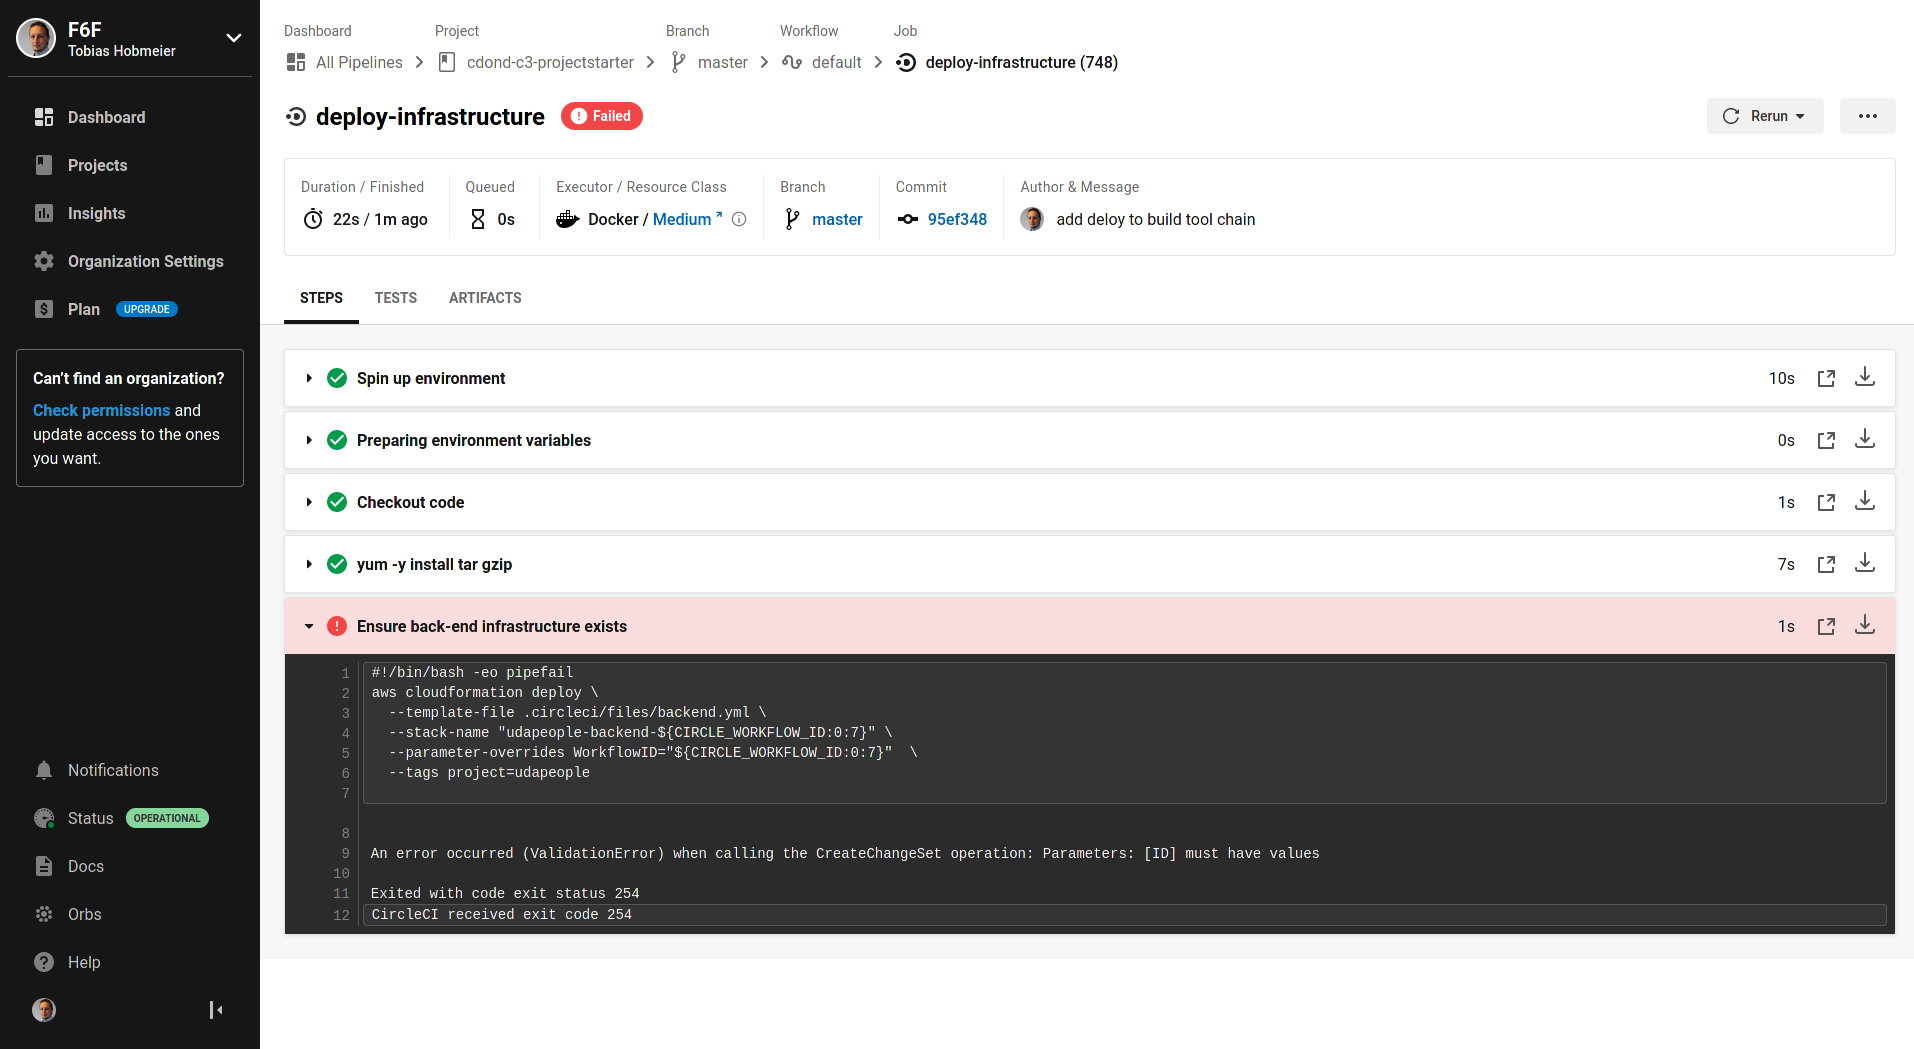 F6F
Tobias Hobmeier
Dashboard
Projects
Insights
Organization Settings
Plan UPGRADE
Can't find an organization?
Check permissions and
update access to the ones
you want.
Notifications
Status OPERATIONAL
Docs
Orbs
Help
Dashboard Project Branch Workflow Job
All Pipelines cdond-c3-projectstarter master default deploy-infrastructure (748)
deploy-infrastructure Failed
Rerun
Duration / Finished Queued Executor / Resource Class Branch Commit Author & Message
22s / 1m ago 0s Docker / Medium master 95ef348 add deloy to build tool chain
STEPS TESTS ARTIFACTS
Spin up environment 10s
Preparing environment variables 0s
Checkout code 1s
yum -y install tar gzip 7s
Ensure back-end infrastructure exists 1s
1 #!/bin/bash -eo pipefail
2 aws cloudformation deploy \
3 --template-file .circleci/files/backend.yml \
4 --stack-name "udapeople-backend-${CIRCLE_WORKFLOW_ID:0:7}" \
5 --parameter-overrides WorkflowID="${CIRCLE_WORKFLOW_ID:0:7}" \
6 --tags project=udapeople
7
8
9 An error occurred (ValidationError) when calling the CreateChangeSet operation: Parameters: [ID] must have values
10
11 Exited with code exit status 254
12 CircleCI received exit code 254